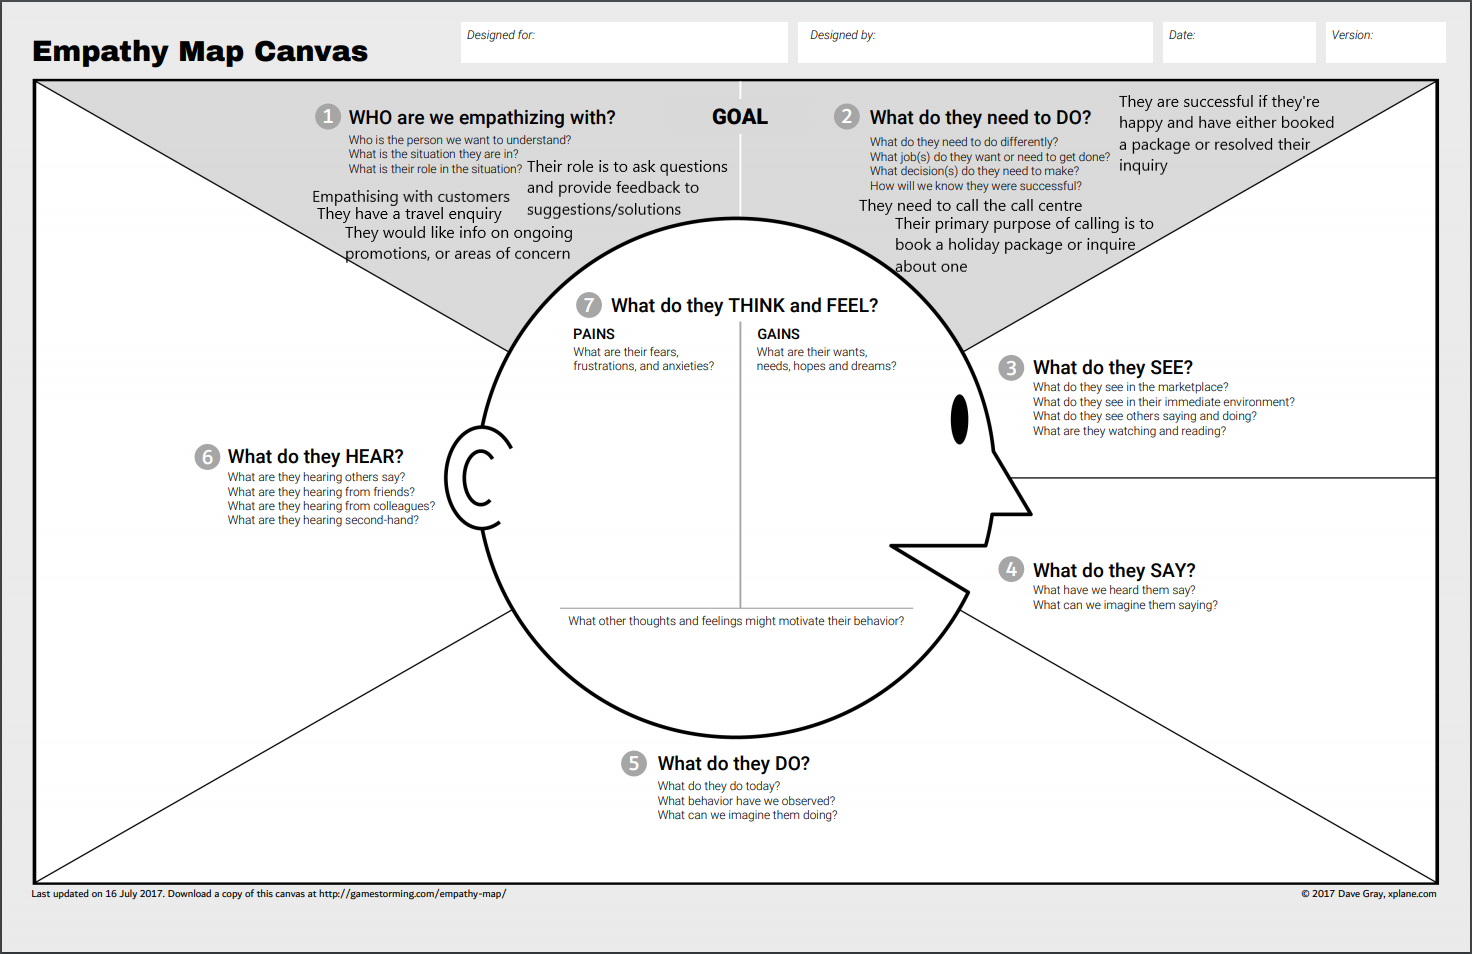 Empathy Map Canvas
Designed for:
Designed by:
Date:
Version:
1 WHO are we empathizing with?
Who is the person we want to understand?
What is the situation they are in?
What is their role in the situation?
Their role is to ask questions
and provide feedback to
suggestions/solutions
Empathising with customers
They have a travel enquiry
They would like info on ongoing
promotions, or areas of concern
GOAL
2 What do they need to DO?
What do they need to do differently?
What job(s) do they want or need to get done?
What decision(s) do they need to make?
How will we know they were successful?
They are successful if they're
happy and have either booked
a package or resolved their
inquiry
They need to call the call centre
Their primary purpose of calling is to
book a holiday package or inquire
about one
7 What do they THINK and FEEL?
PAINS
What are their fears,
frustrations, and anxieties?
GAINS
What are their wants,
needs, hopes and dreams?
What other thoughts and feelings might motivate their behavior?
3 What do they SEE?
What do they see in the marketplace?
What do they see in their immediate environment?
What do they see others saying and doing?
What are they watching and reading?
4 What do they SAY?
What have we heard them say?
What can we imagine them saying?
6 What do they HEAR?
What are they hearing others say?
What are they hearing from friends?
What are they hearing from colleagues?
What are they hearing second-hand?
5 What do they DO?
What do they do today?
What behavior have we observed?
What can we imagine them doing?
Last updated on 16 July 2017. Download a copy of this canvas at http://gamestorming.com/empathy-map/
© 2017 Dave Gray, xplane.com